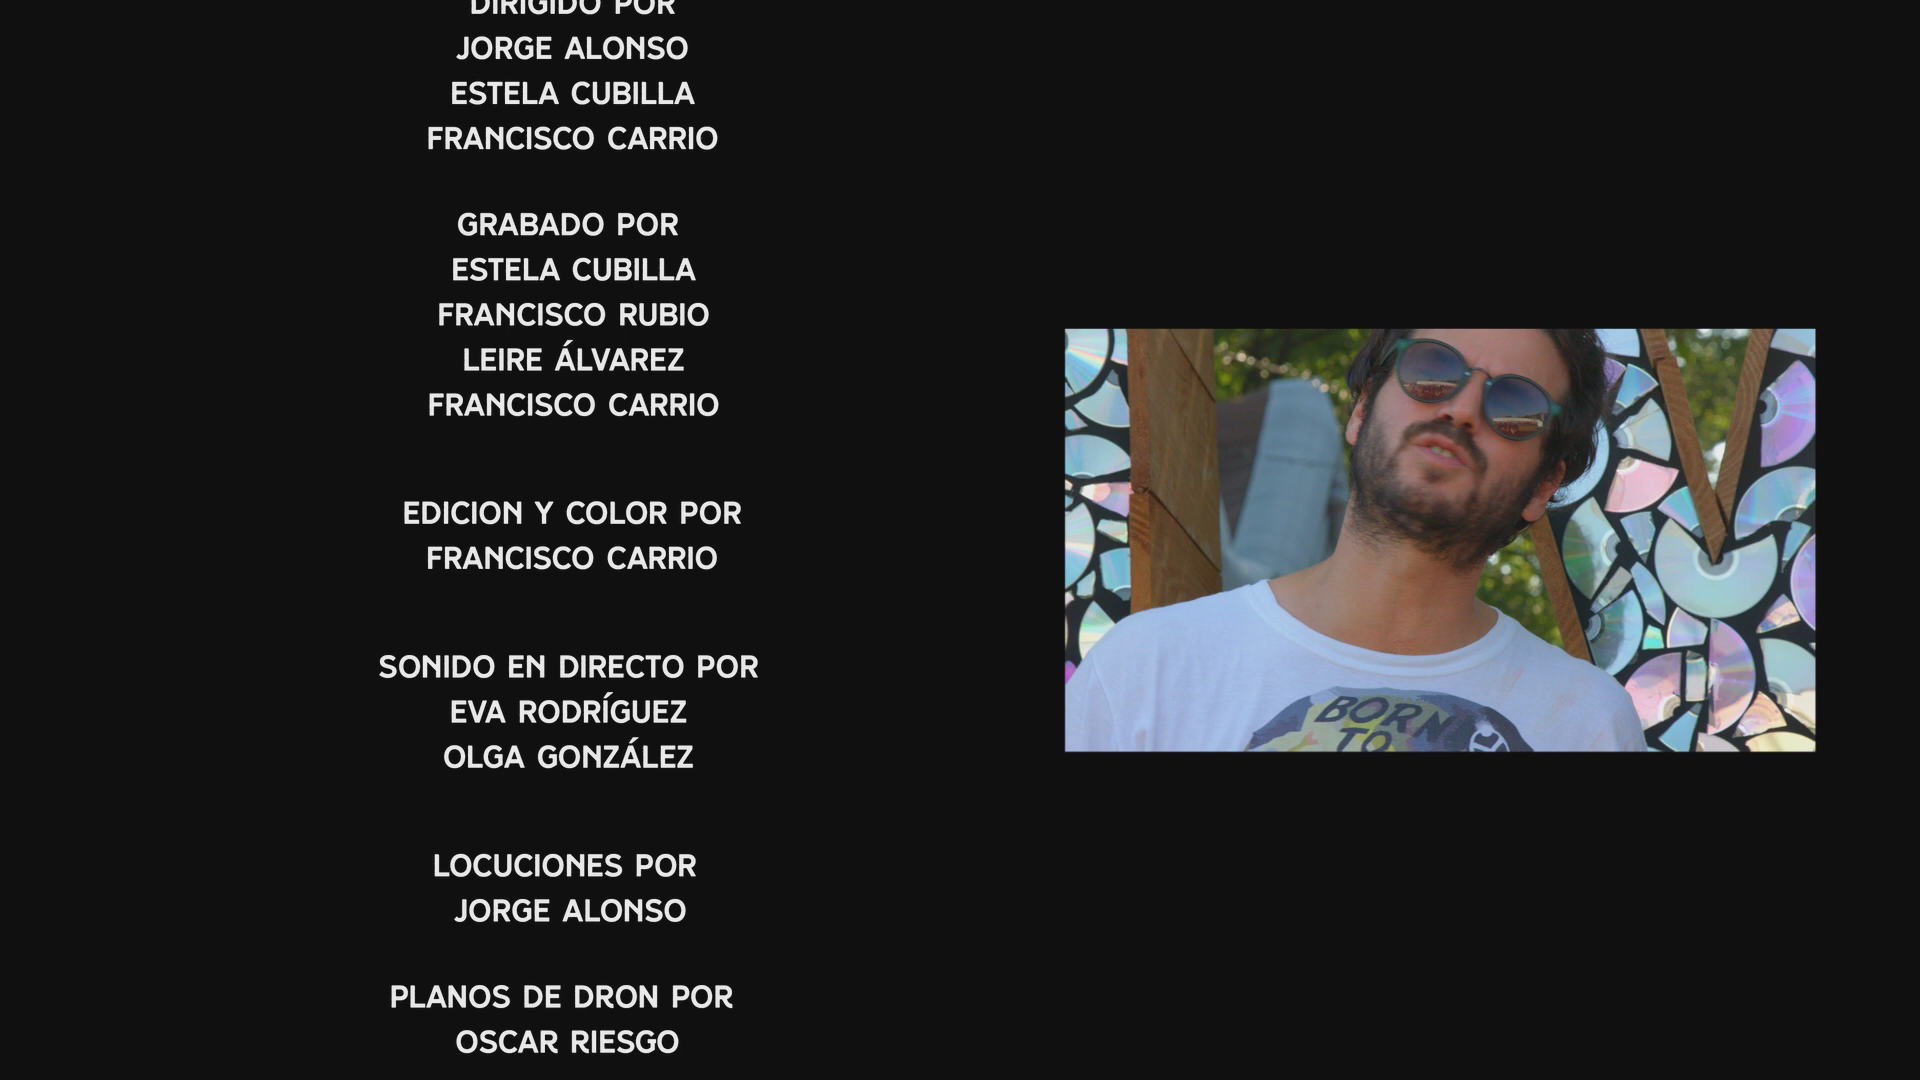 DIRIGIDO POR
JORGE ALONSO
ESTELA CUBILLA
FRANCISCO CARRIO
GRABADO POR
ESTELA CUBILLA
FRANCISCO RUBIO
LEIRE ÁLVAREZ
FRANCISCO CARRIO
EDICION Y COLOR POR
FRANCISCO CARRIO
SONIDO EN DIRECTO POR
EVA RODRÍGUEZ
OLGA GONZÁLEZ
LOCUCIONES POR
JORGE ALONSO
PLANOS DE DRON POR
OSCAR RIESGO
BORN
TO